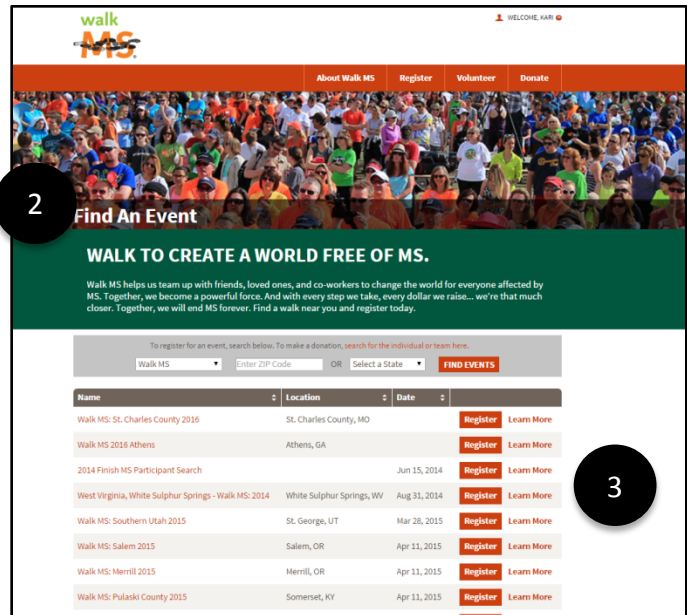 walk
MS
WELCOME, KARI
About Walk MS Register Volunteer Donate
2
Find An Event
WALK TO CREATE A WORLD FREE OF MS.
Walk MS helps us team up with friends, loved ones, and co-workers to change the world for everyone affected by
MS. Together, we become a powerful force. And with every step we take, every dollar we raise... we're that much
closer. Together, we will end MS forever. Find a walk near you and register today.
To register for an event, search below. To make a donation, search for the individual or team here.
Walk MS Enter ZIP Code OR Select a State FIND EVENTS
Name Location Date
Walk MS: St. Charles County 2016 St. Charles County, MO Register Learn More
Walk MS 2016 Athens Athens, GA Register Learn More
2014 Finish MS Participant Search Jun 15, 2014 Register Learn More
3
West Virginia, White Sulphur Springs - Walk MS: 2014 White Sulphur Springs, WV Aug 31, 2014 Register Learn More
Walk MS: Southern Utah 2015 St. George, UT Mar 28, 2015 Register Learn More
Walk MS: Salem 2015 Salem, OR Apr 11, 2015 Register Learn More
Walk MS: Merrill 2015 Merrill, OR Apr 11, 2015 Register Learn More
Walk MS: Pulaski County 2015 Somerset, KY Apr 11, 2015 Register Learn More